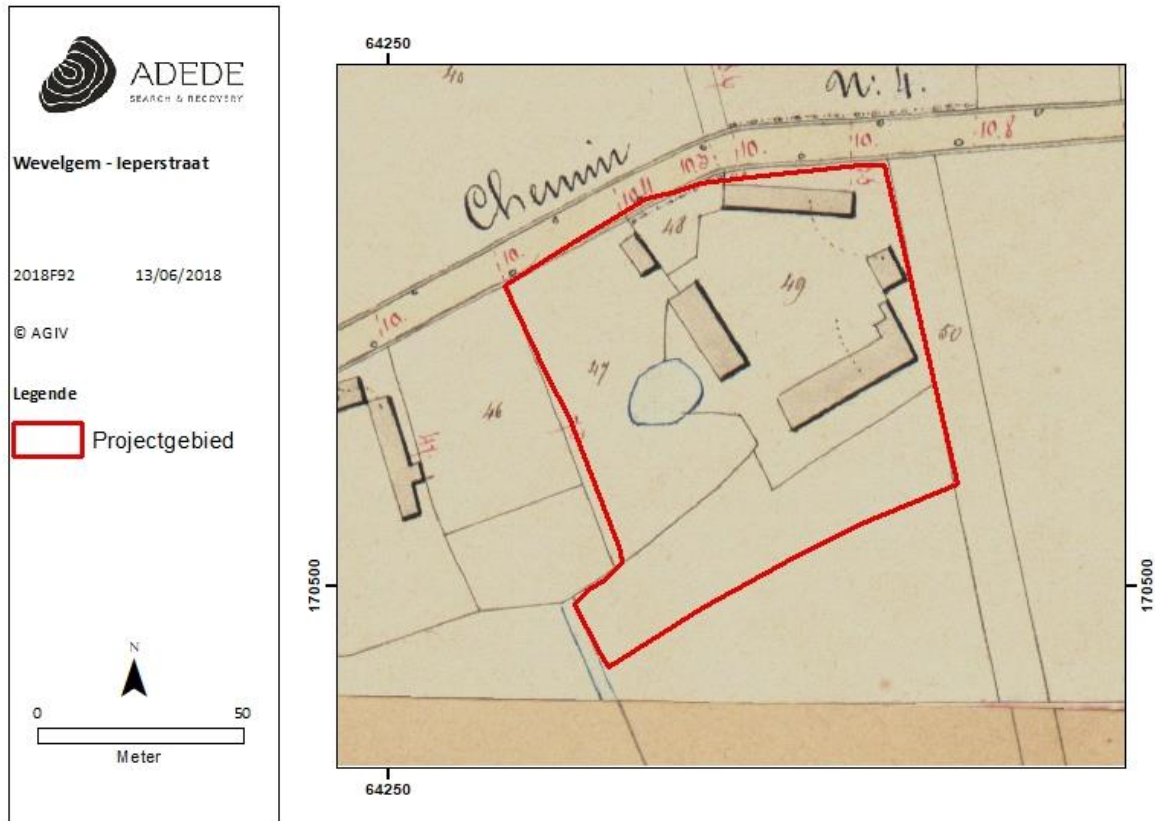 ADEDE
SEARCH & RECOVERY
Wevelgem - Ieperstraat
2018F92 13/06/2018
© AGIV
Legende
Projectgebied
N
0 50
Meter
64250
170500
170500
64250
40
N: 4.
Chemin
10.
10.
10.11
10.
10.
10.8
46
47
48
49
50